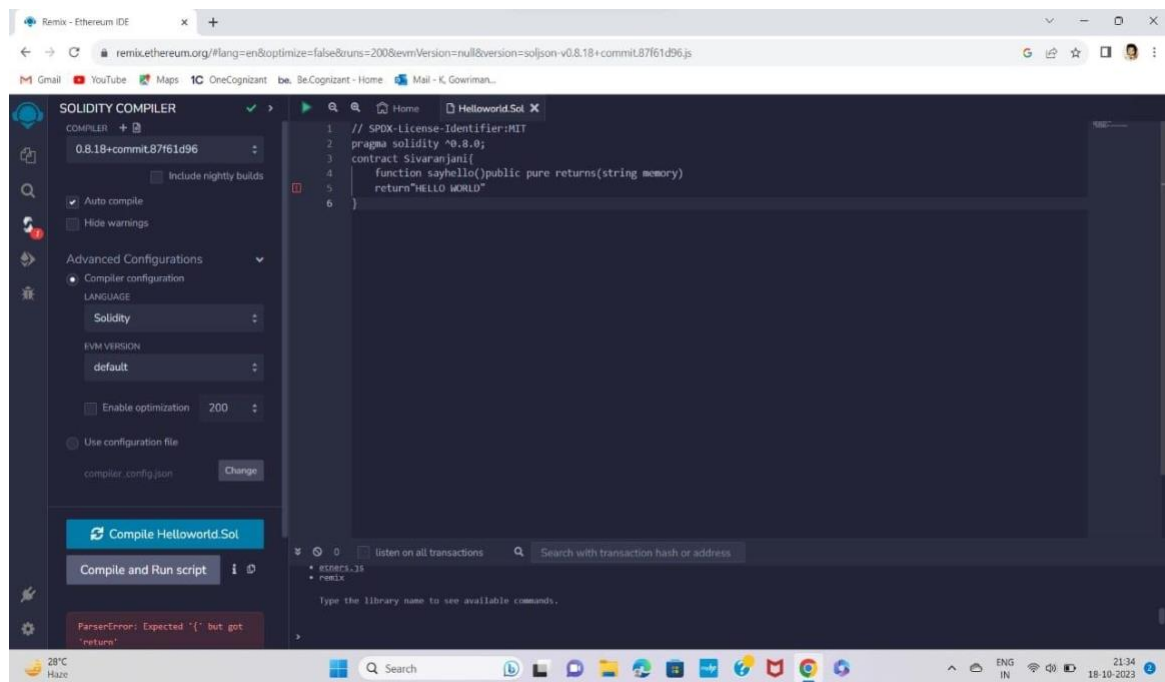 Remix - Ethereum IDE
remix.ethereum.org/#lang=en&optimize=false&runs=200&evmVersion=null&version=soljson-v0.8.18+commit.87f61d96.js
Gmail YouTube Maps 1C OneCognizant be. Be.Cognizant - Home Mail - K, Gowriman...
SOLIDITY COMPILER
Home Helloworld.Sol
COMPILER
0.8.18+commit.87f61d96
Include nightly builds
Auto compile
Hide warnings
Advanced Configurations
Compiler configuration
LANGUAGE
Solidity
EVM VERSION
default
Enable optimization 200
Use configuration file
compiler_config.json Change
Compile Helloworld.Sol
Compile and Run script
ParserError: Expected '{' but got
'return'
1 // SPDX-License-Identifier:MIT
2 pragma solidity ^0.8.0;
3 contract Sivaranjani{
4 function sayhello()public pure returns(string memory)
5 return"HELLO WORLD"
6 }
0 listen on all transactions Search with transaction hash or address
ethers.js
remix
Type the library name to see available commands.
>
28°C
Haze
Search
ENG
IN
21:34
18-10-2023
2